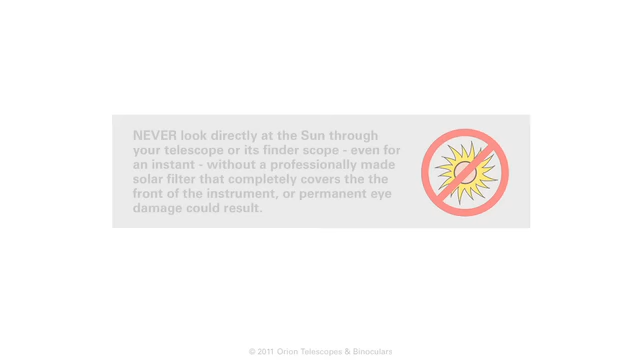 NEVER look directly at the Sun through
your telescope or its finder scope - even for
an instant - without a professionally made
solar filter that completely covers the the
front of the instrument, or permanent eye
damage could result.
© 2011 Orion Telescopes & Binoculars